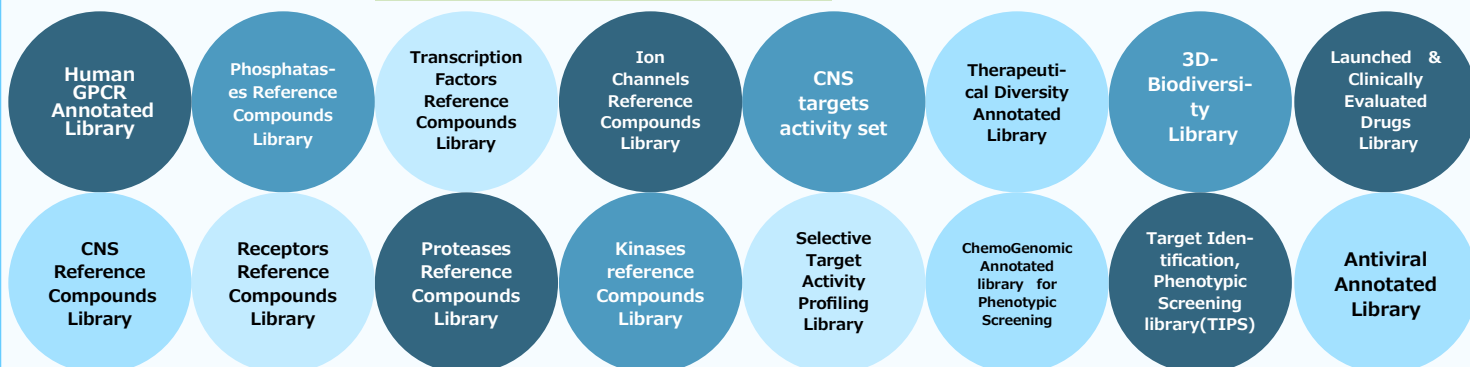 Human
GPCR
Annotated
Library
Phosphatas-
es Reference
Compounds
Library
Transcription
Factors
Reference
Compounds
Library
Ion
Channels
Reference
Compounds
Library
CNS
targets
activity set
Therapeuti-
cal Diversity
Annotated
Library
3D-
Biodiversi-
ty
Library
Launched &
Clinically
Evaluated
Drugs
Library
CNS
Reference
Compounds
Library
Receptors
Reference
Compounds
Library
Proteases
Reference
Compounds
Library
Kinases
reference
Compounds
Library
Selective
Target
Activity
Profiling
Library
ChemoGenomic
Annotated
library for
Phenotypic
Screening
Target Iden-
tification,
Phenotypic
Screening
library(TIPS)
Antiviral
Annotated
Library